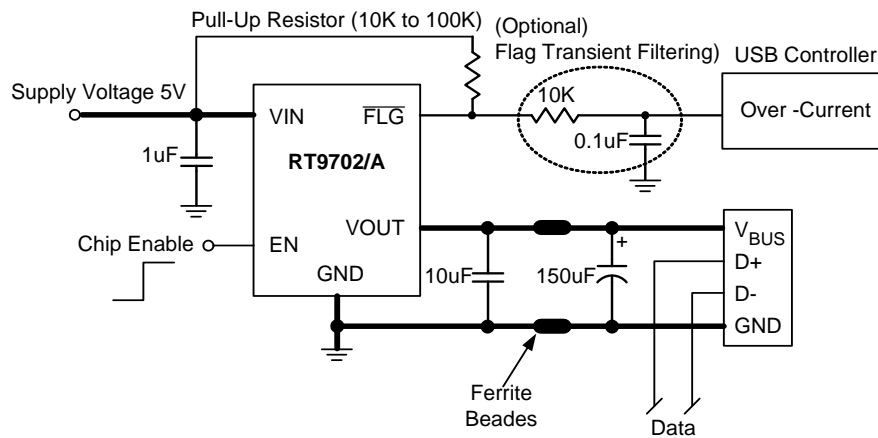 Pull-Up Resistor (10K to 100K)
(Optional)
Flag Transient Filtering)
USB Controller
Supply Voltage 5V
VIN
FLG
10K
Over -Current
1uF
0.1uF
RT9702/A
VOUT
VBUS
Chip Enable
EN
+
D+
GND
10uF
150uF
D-
GND
Ferrite
Beades
Data